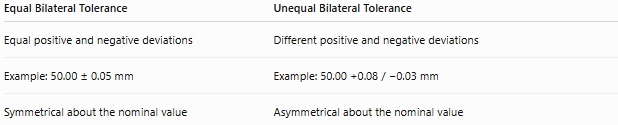 Equal Bilateral Tolerance Unequal Bilateral Tolerance
Equal positive and negative deviations Different positive and negative deviations
Example: 50.00 ± 0.05 mm Example: 50.00 +0.08 / −0.03 mm
Symmetrical about the nominal value Asymmetrical about the nominal value